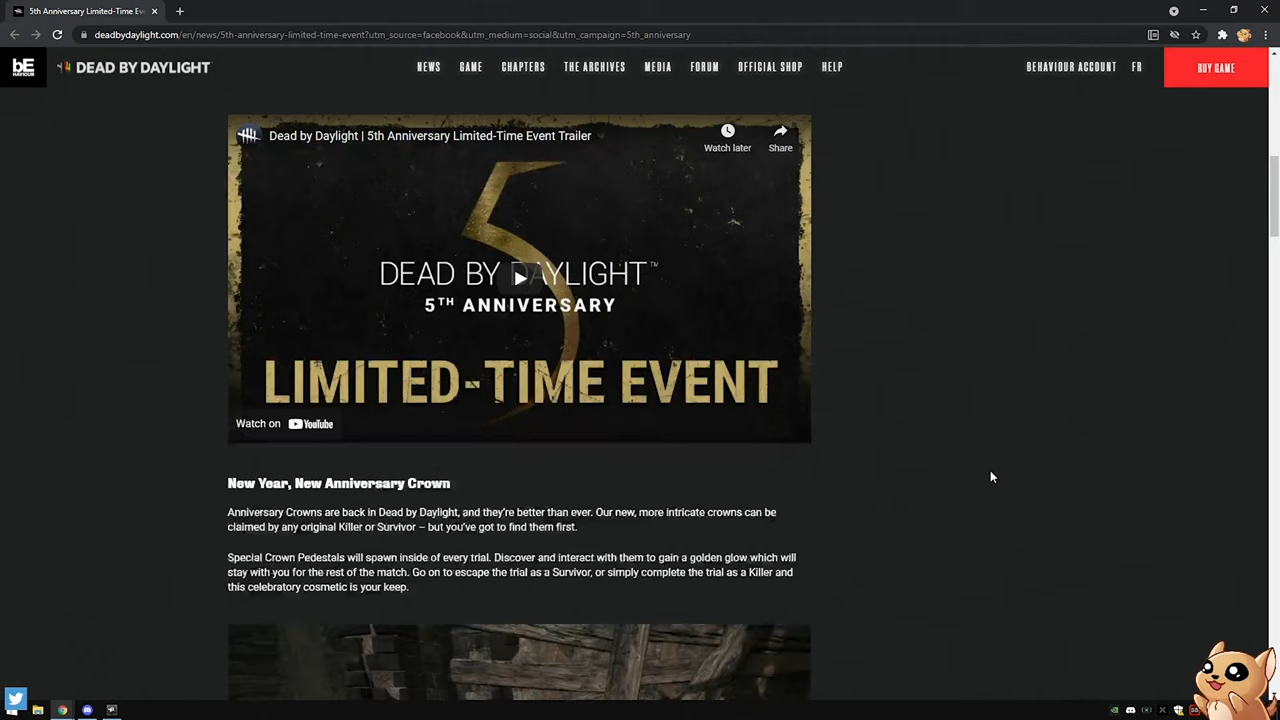 5th Anniversary Limited-Time Ev
deadbydaylight.com/en/news/5th-anniversary-limited-time-event?utm_source=facebook&utm_medium=social&utm_campaign=5th_anniversary
bE
HAVIOUR
DEAD BY DAYLIGHT
NEWS
GAME
CHAPTERS
THE ARCHIVES
MEDIA
FORUM
OFFICIAL SHOP
HELP
BEHAVIOUR ACCOUNT
FR
BUY GAME
Dead by Daylight | 5th Anniversary Limited-Time Event Trailer
Watch later
Share
5
DEAD BY DAYLIGHT™
5TH ANNIVERSARY
LIMITED-TIME EVENT
Watch on YouTube
New Year, New Anniversary Crown
Anniversary Crowns are back in Dead by Daylight, and they're better than ever. Our new, more intricate crowns can be
claimed by any original Killer or Survivor – but you've got to find them first.
Special Crown Pedestals will spawn inside of every trial. Discover and interact with them to gain a golden glow which will
stay with you for the rest of the match. Go on to escape the trial as a Survivor, or simply complete the trial as a Killer and
this celebratory cosmetic is your keep.